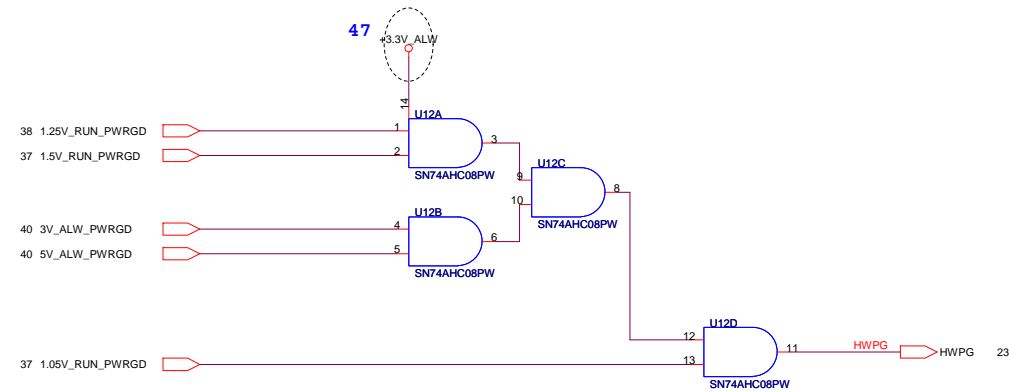 47
+3.3V_ALW
14
U12A
38 1.25V_RUN_PWRGD
1
3
37 1.5V_RUN_PWRGD
2
SN74AHC08PW
U12C
9
8
10
SN74AHC08PW
U12B
40 3V_ALW_PWRGD
4
6
40 5V_ALW_PWRGD
5
SN74AHC08PW
U12D
12
11
HWPG
HWPG 23
37 1.05V_RUN_PWRGD
13
SN74AHC08PW